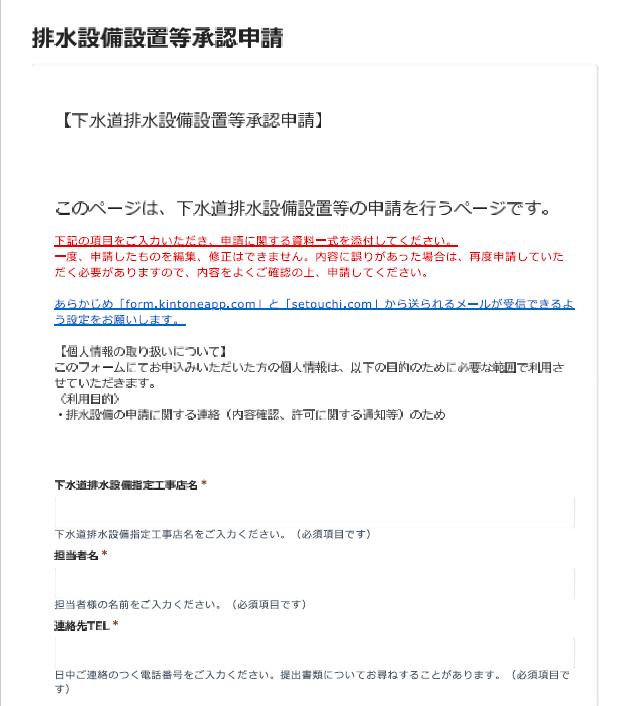 排水設備設置等承認申請
【下水道排水設備設置等承認申請】
このページは、下水道排水設備設置等の申請を行うページです。
下記の項目をご入力いただき、申請に関する資料一式を添付してください。
一度、申請したものを編集、修正はできません。内容に誤りがあった場合は、再度申請していた
だく必要がありますので、内容をよくご確認の上、申請してください。
あらかじめ「form.kintoneapp.com」と「setouchi.com」から送られるメールが受信できるよ
う設定をお願いします。
【個人情報の取り扱いについて】
このフォームにてお申込みいただいた方の個人情報は、以下の目的のために必要な範囲で利用さ
せていただきます。
《利用目的》
・排水設備の申請に関する連絡（内容確認、許可に関する通知等）のため
下水道排水設備指定工事店名*
下水道排水設備指定工事店名をご入力ください。（必須項目です）
担当者名*
担当者様の名前をご入力ください。（必須項目です）
連絡先TEL*
日中ご連絡のつく電話番号をご入力ください。提出書類についてお尋ねすることがあります。（必須項目で
す）